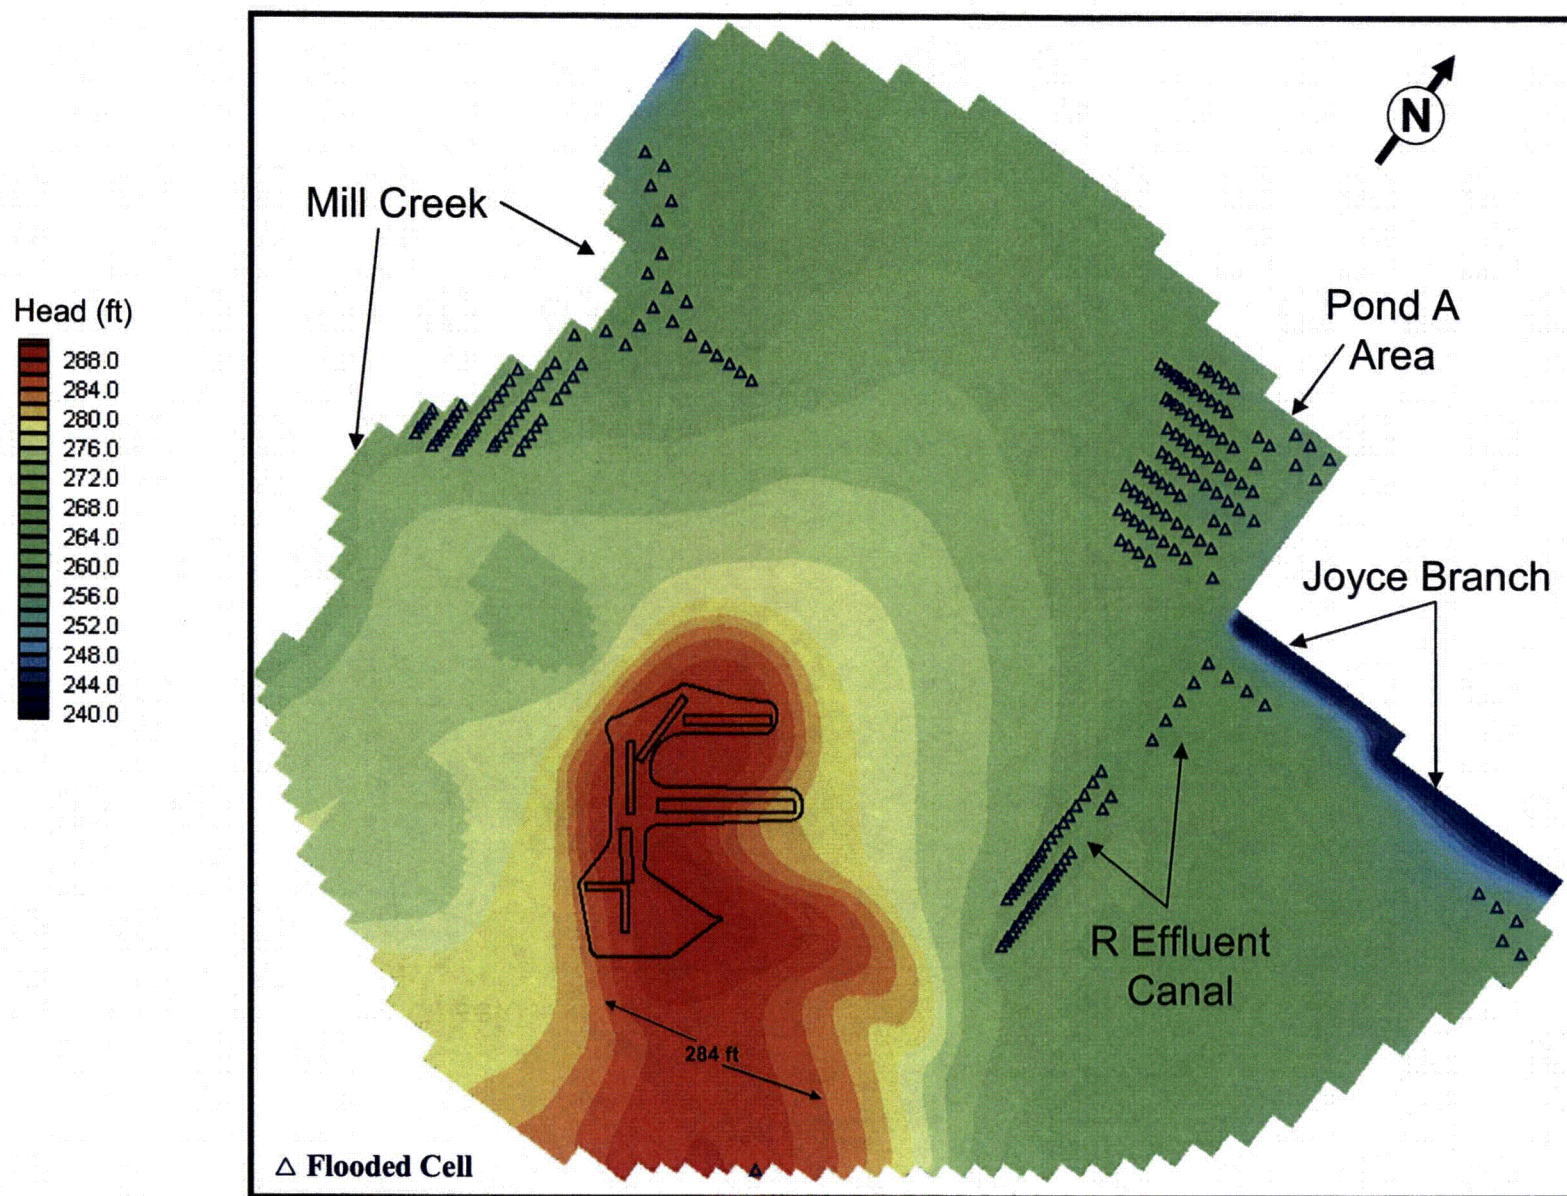 N
Mill Creek
Head (ft)
288.0
284.0
280.0
276.0
272.0
268.0
264.0
260.0
256.0
252.0
248.0
244.0
240.0
Pond A
Area
Joyce Branch
R Effluent
Canal
284 ft
△ Flooded Cell